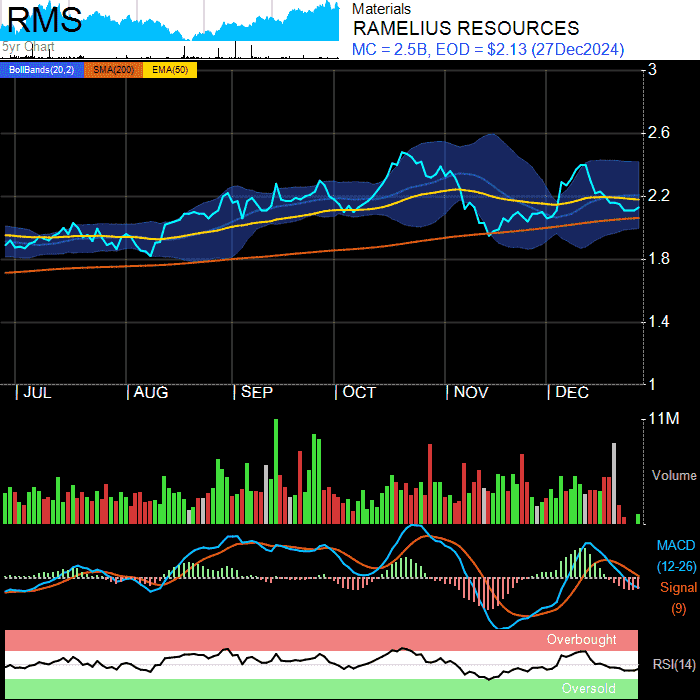 RMS
5yr Chart
Materials
RAMELIUS RESOURCES
MC = 2.5B, EOD = $2.13 (27Dec2024)
BollBands(20,2) SMA(200) EMA(50)
3
2.6
2.2
1.8
1.4
1
JUL AUG SEP OCT NOV DEC
11M
Volume
MACD
(12-26)
Signal
(9)
Overbought
RSI(14)
Oversold